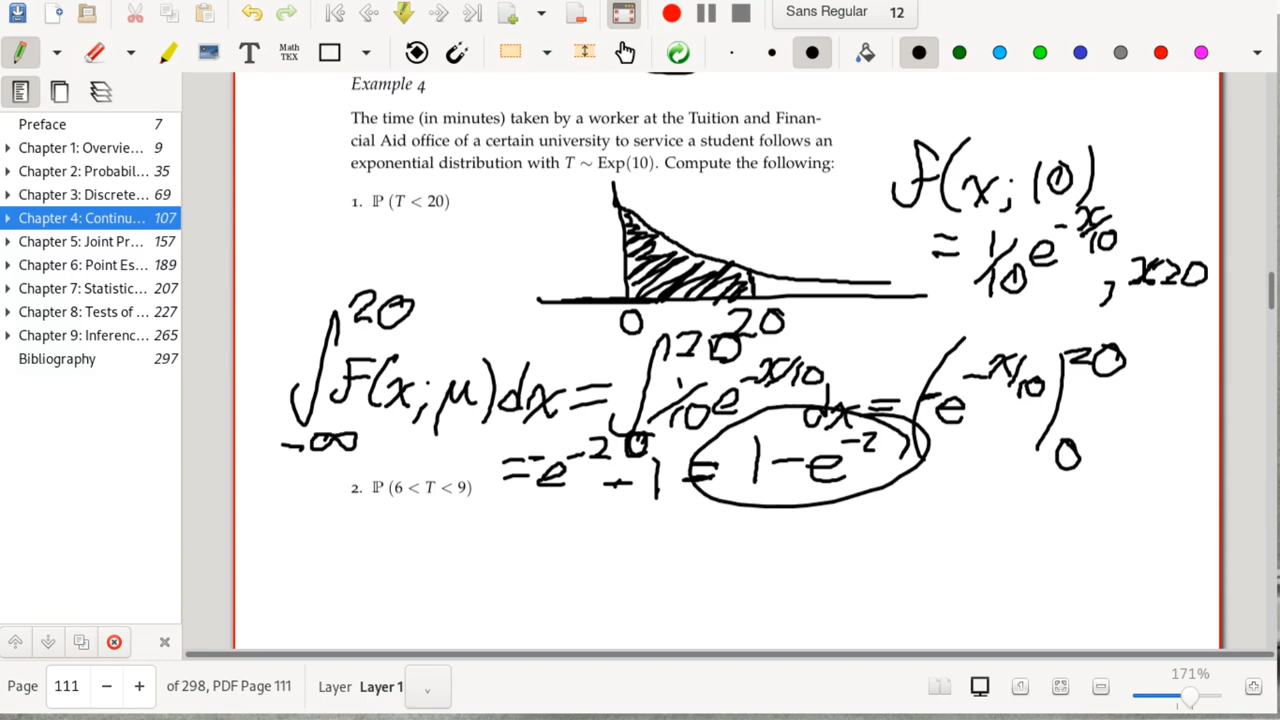 Sans Regular 12
Math
TEX
Preface 7
Chapter 1: Overvie... 9
Chapter 2: Probabil... 35
Chapter 3: Discrete... 69
Chapter 4: Continu... 107
Chapter 5: Joint Pr... 157
Chapter 6: Point Es... 189
Chapter 7: Statistic... 207
Chapter 8: Tests of ... 227
Chapter 9: Inferenc... 265
Bibliography 297
Example 4
The time (in minutes) taken by a worker at the Tuition and Finan-
cial Aid office of a certain university to service a student follows an
exponential distribution with T ∼ Exp(10). Compute the following:
1. ℙ (T < 20)
f(x; 10)
= 1/10 e^{-x/10}, x≥0
0 20
∫_{-∞}^{20} f(x; μ)dx = ∫_0^{20} 1/10 e^{-x/10} dx = (-e^{-x/10})|_0^{20}
= -e^{-2} + 1 = 1 - e^{-2}
2. ℙ (6 < T < 9)
Page 111 of 298, PDF Page 111
Layer Layer 1
171%